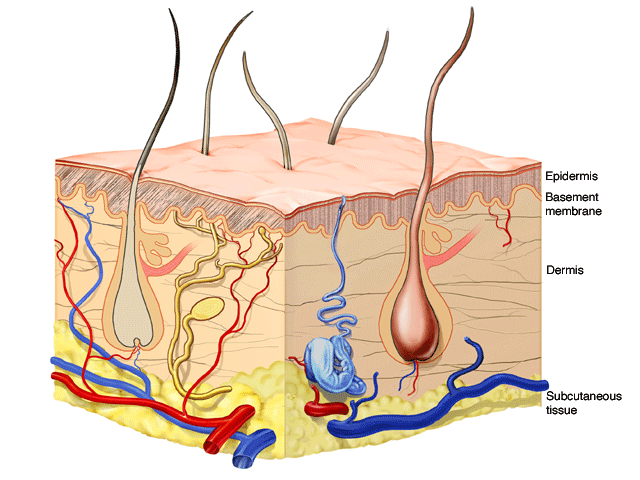 Epidermis
Basement
membrane
Dermis
Subcutaneous
tissue